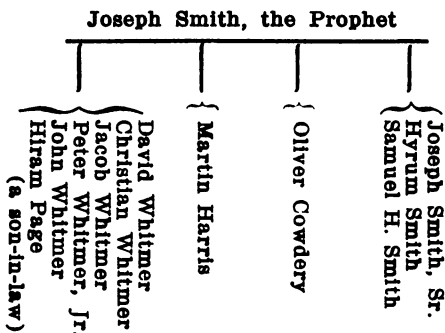 Joseph Smith, the Prophet
Joseph Smith, Sr.
Hyrum Smith
Samuel H. Smith
Oliver Cowdery
Martin Harris
David Whitmer
Christian Whitmer
Jacob Whitmer
Peter Whitmer, Jr.
John Whitmer
Hiram Page
(a son-in-law)